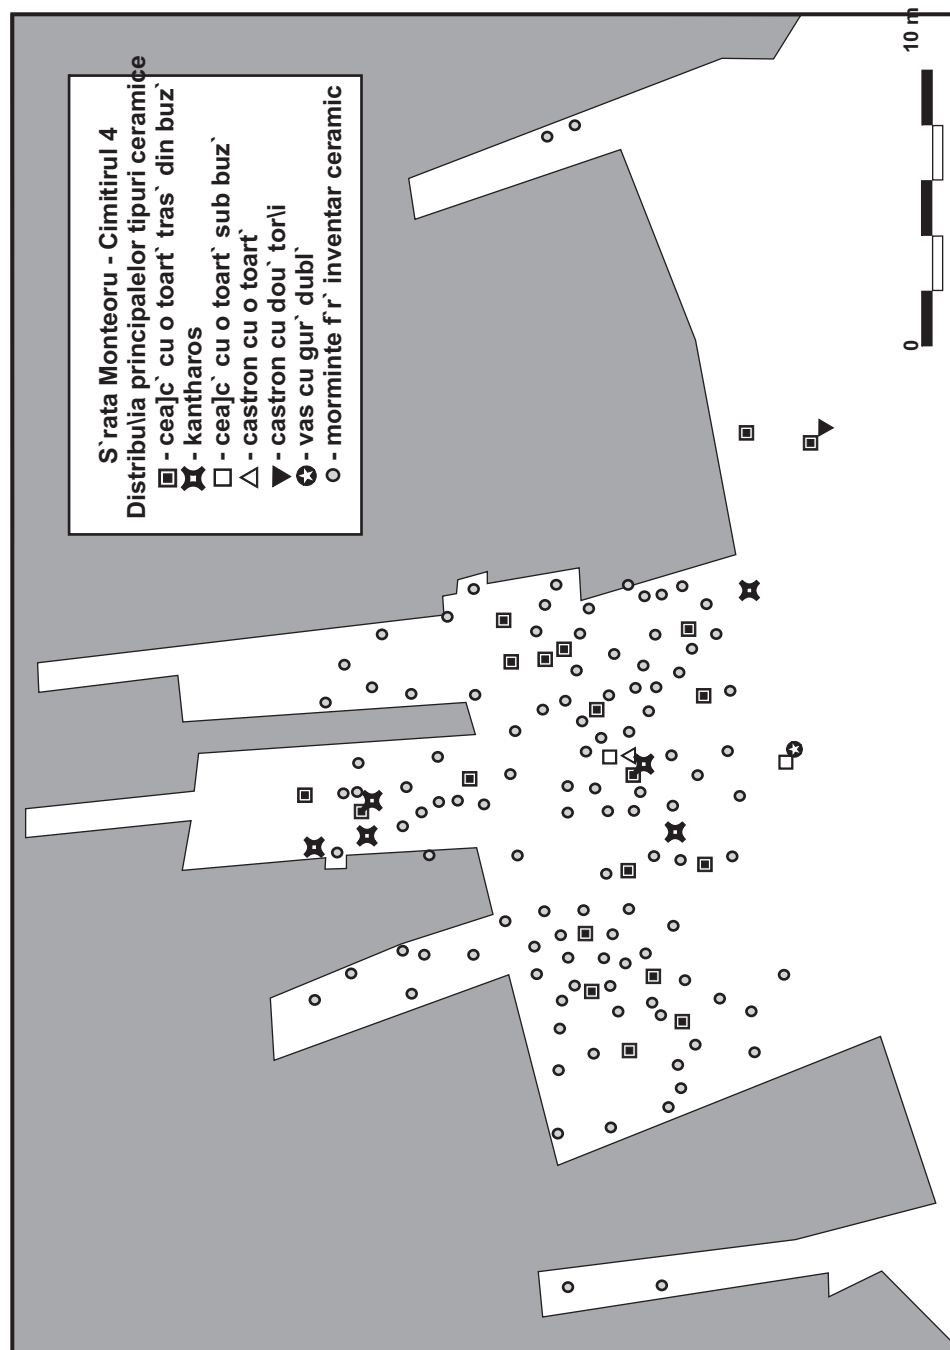 S`rata Monteoru - Cimitirul 4
Distribu\ia principalelor tipuri ceramice
- cea]c` cu o toart` tras` din buz`
- kantharos
- cea]c` cu o toart` sub buz`
- castron cu o toart`
- castron cu dou` tor\i
- vas cu gur` dubl`
- morminte f`r` inventar ceramic
0
10 m